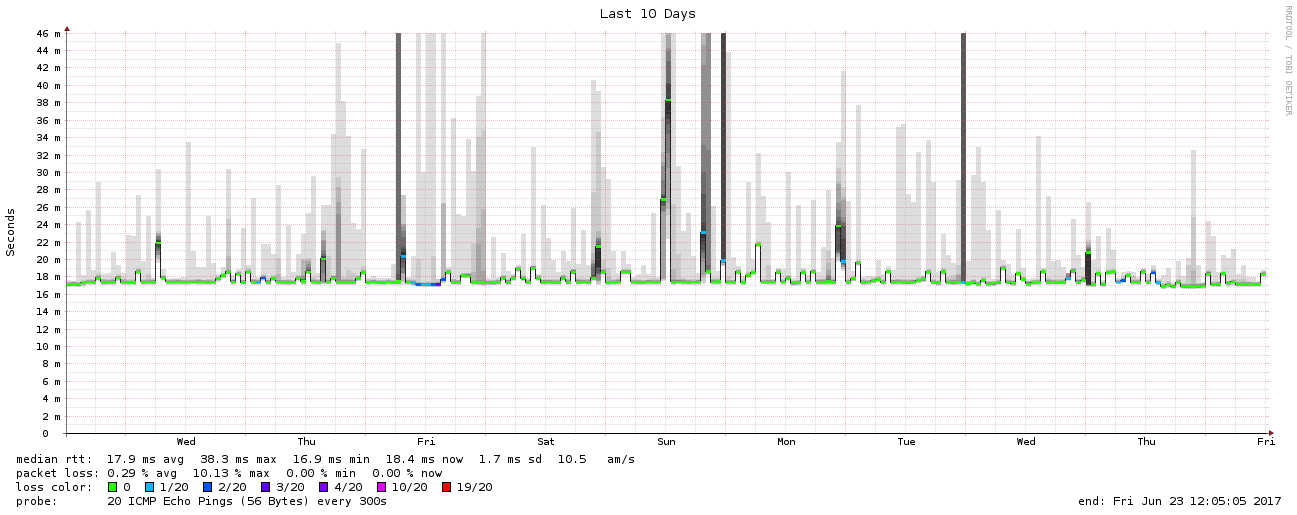 Last 10 Days
RRDTOOL / TOBI OETIKER
Seconds
46 m
44 m
42 m
40 m
38 m
36 m
34 m
32 m
30 m
28 m
26 m
24 m
22 m
20 m
18 m
16 m
14 m
12 m
10 m
8 m
6 m
4 m
2 m
0
Wed Thu Fri Sat Sun Mon Tue Wed Thu Fri
median rtt: 17.9 ms avg 38.3 ms max 16.9 ms min 18.4 ms now 1.7 ms sd 10.5 am/s
packet loss: 0.29 % avg 10.13 % max 0.00 % min 0.00 % now
loss color: 0 1/20 2/20 3/20 4/20 10/20 19/20
probe: 20 ICMP Echo Pings (56 Bytes) every 300s end: Fri Jun 23 12:05:05 2017